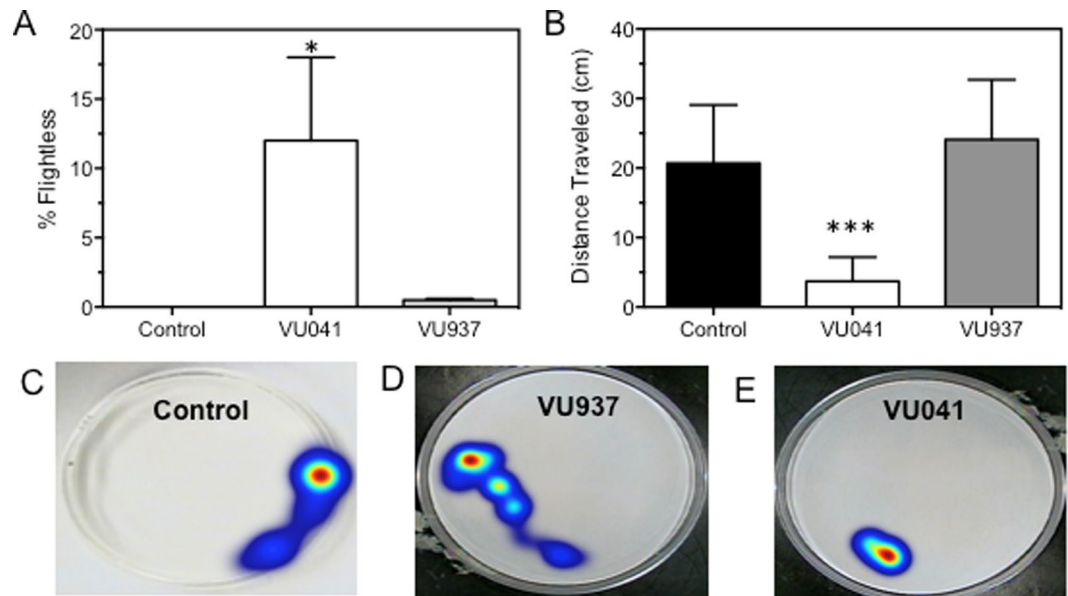 A
% Flightless
20
15
10
5
0
*
Control VU041 VU937
B
Distance Traveled (cm)
40
30
20
10
0
***
Control VU041 VU937
C
Control
D
VU937
E
VU041